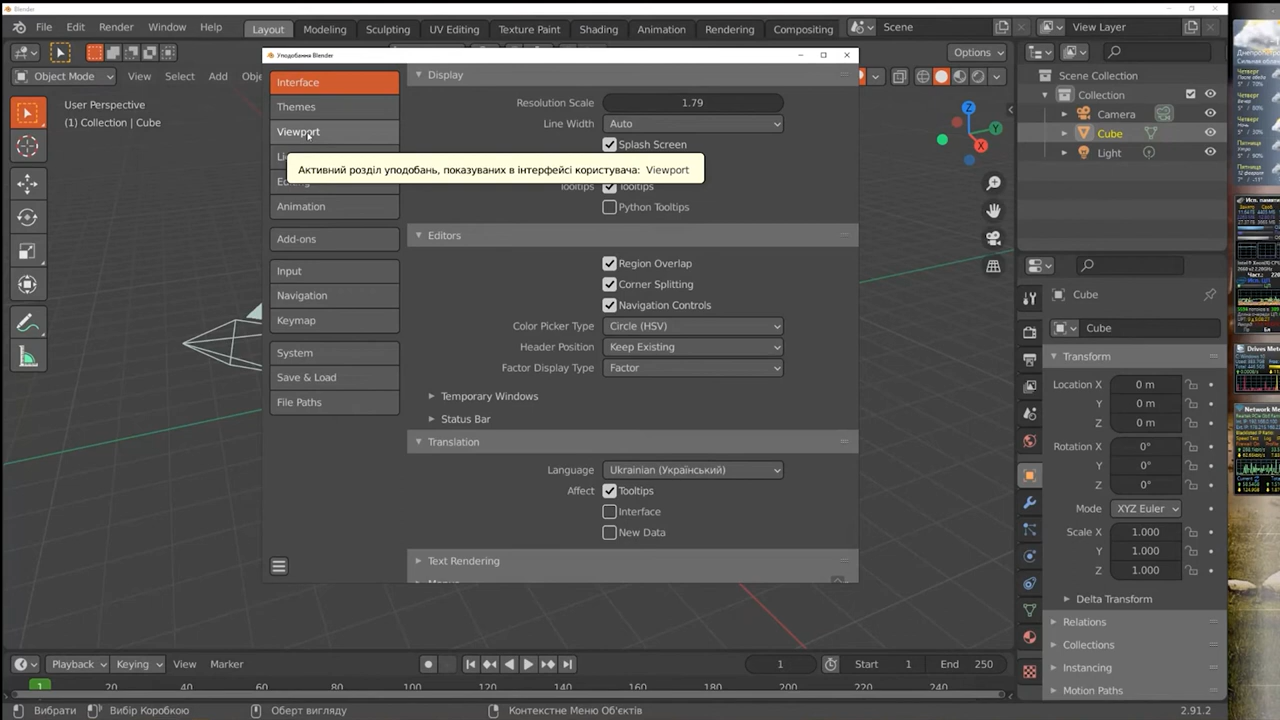 Blender
File Edit Render Window Help
Layout Modeling Sculpting UV Editing Texture Paint Shading Animation Rendering Compositing
Scene
View Layer
Object Mode
View Select Add
Options
User Perspective
(1) Collection | Cube
Уподобання Blender
Interface
Themes
Viewport
Animation
Add-ons
Input
Navigation
Keymap
System
Save & Load
File Paths
Display
Resolution Scale 1.79
Line Width Auto
Splash Screen
Активний розділ уподобань, показуваних в інтерфейсі користувача: Viewport
Tooltips Tooltips
Python Tooltips
Editors
Region Overlap
Corner Splitting
Navigation Controls
Color Picker Type Circle (HSV)
Header Position Keep Existing
Factor Display Type Factor
Temporary Windows
Status Bar
Translation
Language Ukrainian (Український)
Affect Tooltips
Interface
New Data
Text Rendering
Z
Y
X
Scene Collection
Collection
Camera
Cube
Light
Cube
Cube
Transform
Location X 0 m
Y 0 m
Z 0 m
Rotation X 0°
Y 0°
Z 0°
Mode XYZ Euler
Scale X 1.000
Y 1.000
Z 1.000
Delta Transform
Relations
Collections
Instancing
Motion Paths
Playback Keying View Marker
1 Start 1 End 250
1 20 40 60 80 100 120 140 160 180 200 220 240
Вибрати Вибір Коробкою Оберт вигляду Контекстне Меню Об'єктів 2.91.2